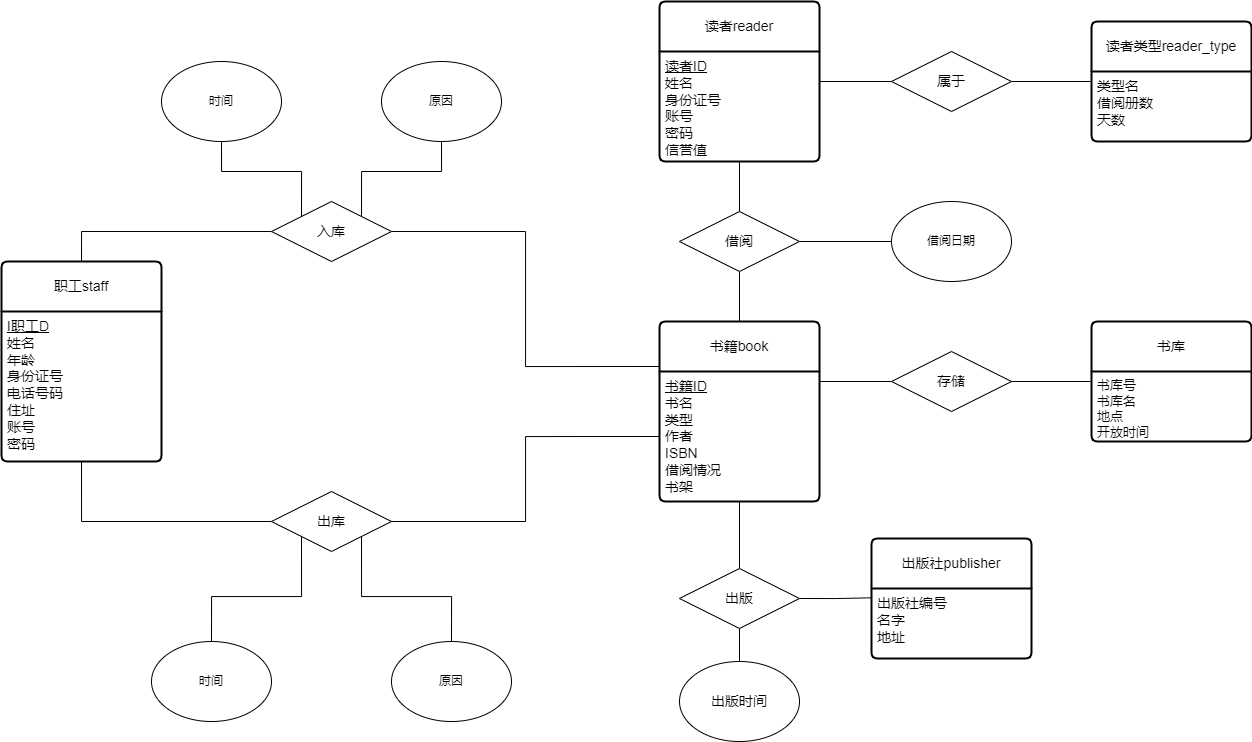 读者reader
读者ID
姓名
身份证号
账号
密码
信誉值
属于
读者类型reader_type
类型名
借阅册数
天数
时间
原因
入库
借阅
借阅日期
职工staff
I职工D
姓名
年龄
身份证号
电话号码
住址
账号
密码
书籍book
书籍ID
书名
类型
作者
ISBN
借阅情况
书架
存储
书库
书库号
书库名
地点
开放时间
出库
时间
原因
出版
出版社publisher
出版社编号
名字
地址
出版时间